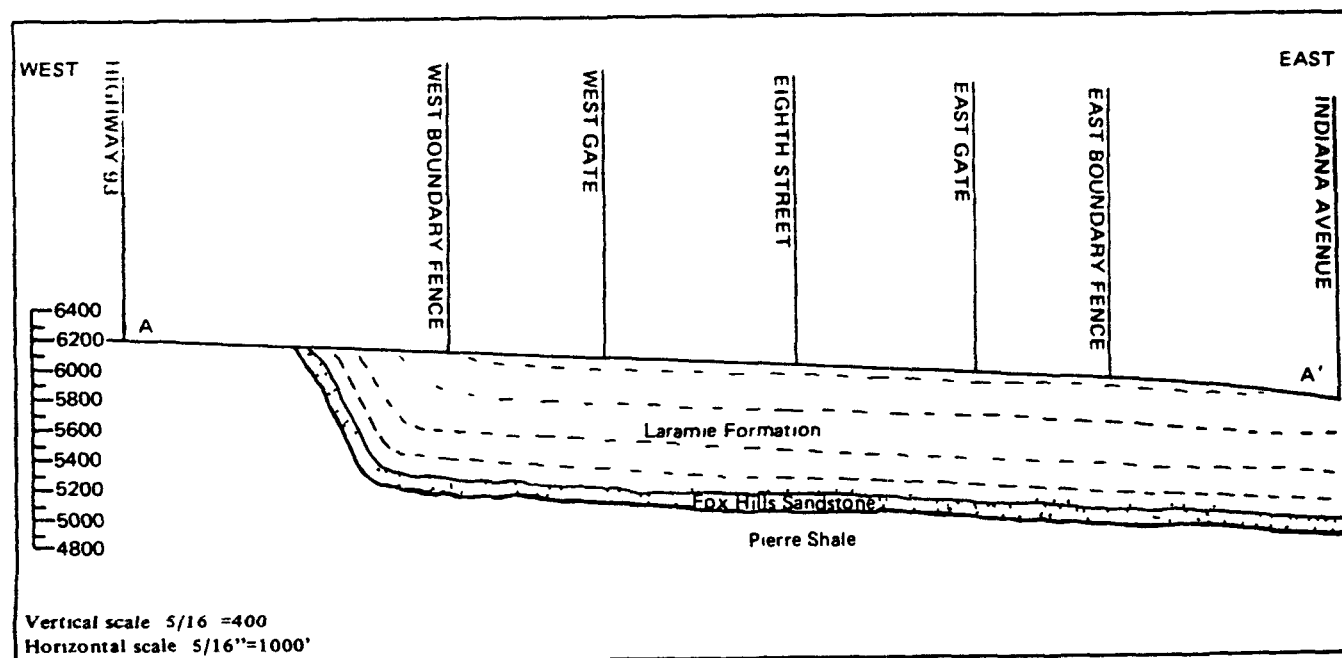 WEST
EAST
HIGHWAY 93
WEST BOUNDARY FENCE
WEST GATE
EIGHTH STREET
EAST GATE
EAST BOUNDARY FENCE
INDIANA AVENUE
6400
6200
6000
5800
5600
5400
5200
5000
4800
A
A'
Laramie Formation
Fox Hills Sandstone
Pierre Shale
Vertical scale 5/16 =400
Horizontal scale 5/16"=1000'